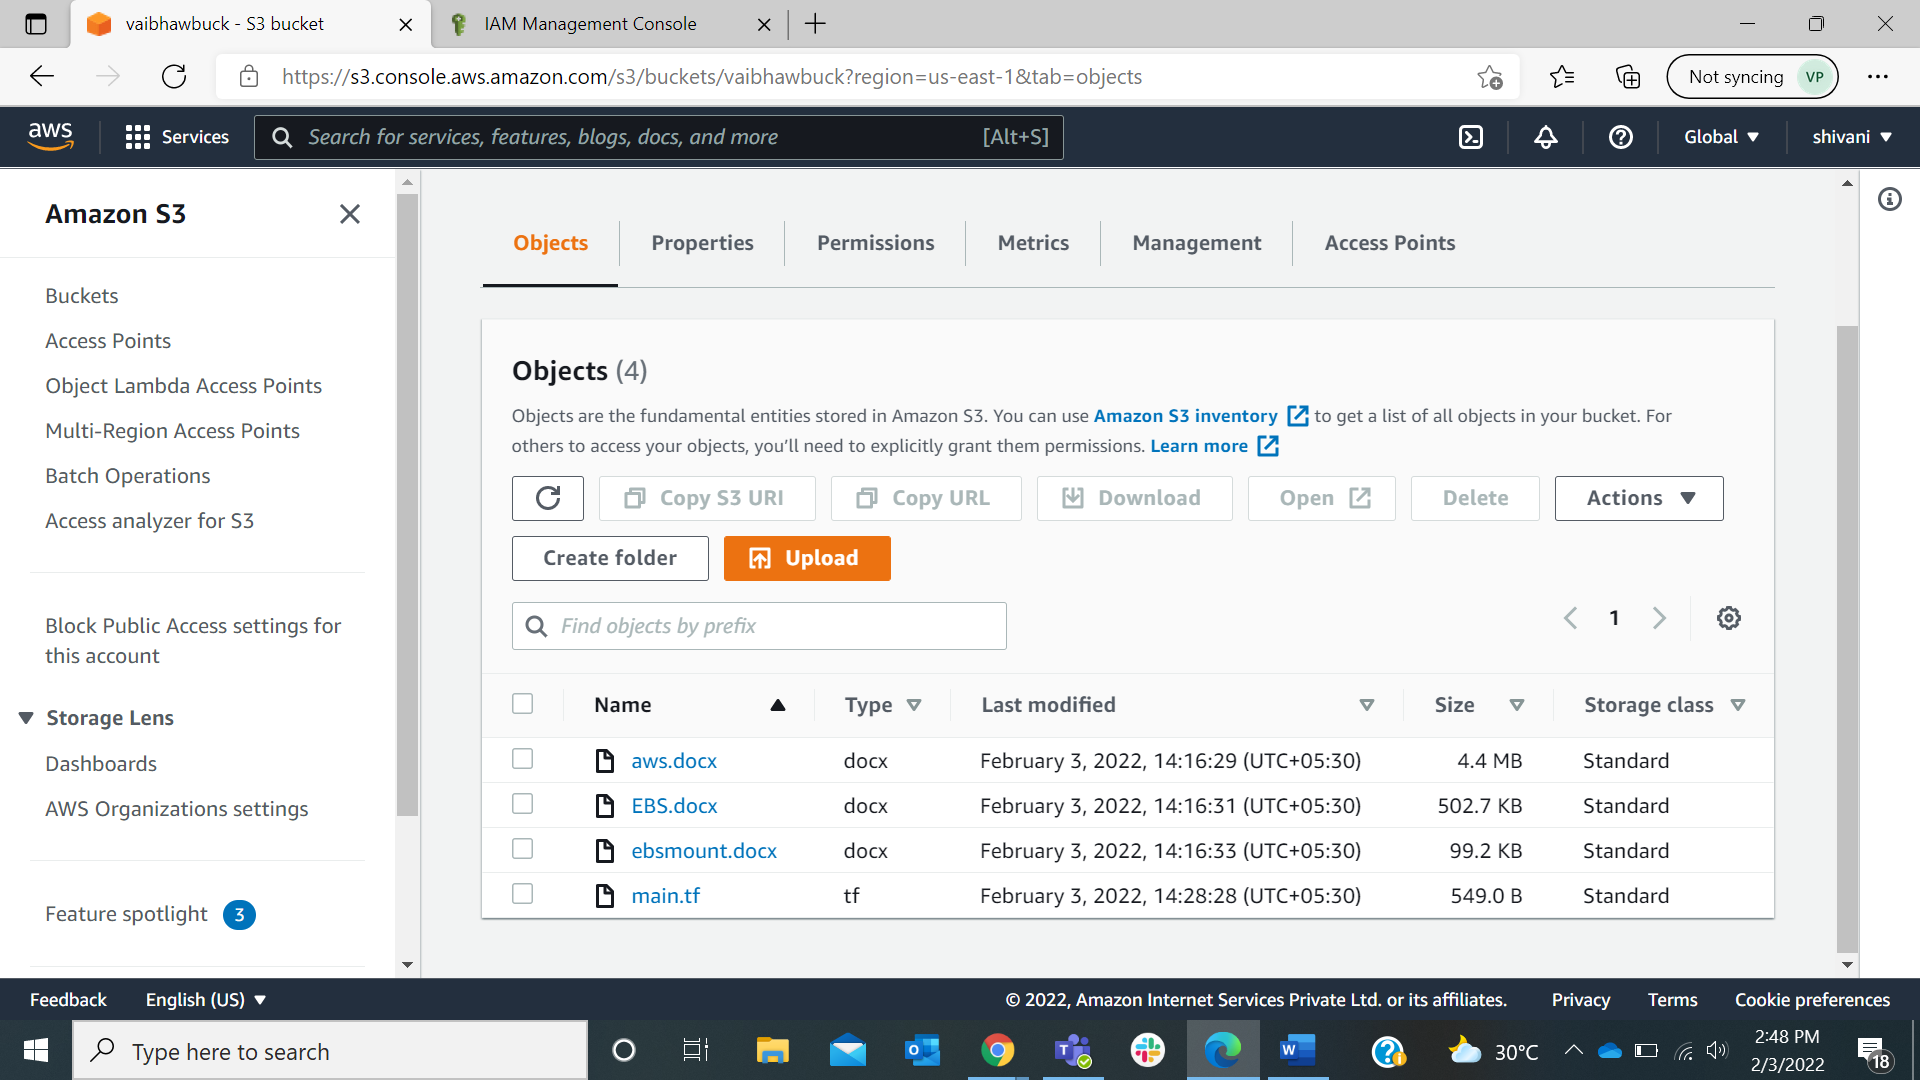 vaibhawbuck - S3 bucket
IAM Management Console
https://s3.console.aws.amazon.com/s3/buckets/vaibhawbuck?region=us-east-1&tab=objects
Not syncing VP
aws
Services
Search for services, features, blogs, docs, and more [Alt+S]
Global
shivani
Amazon S3
Buckets
Access Points
Object Lambda Access Points
Multi-Region Access Points
Batch Operations
Access analyzer for S3
Block Public Access settings for
this account
Storage Lens
Dashboards
AWS Organizations settings
Feature spotlight 3
Objects Properties Permissions Metrics Management Access Points
Objects (4)
Objects are the fundamental entities stored in Amazon S3. You can use Amazon S3 inventory to get a list of all objects in your bucket. For
others to access your objects, you’ll need to explicitly grant them permissions. Learn more
Copy S3 URI Copy URL Download Open Delete Actions
Create folder Upload
Find objects by prefix
1
Name Type Last modified Size Storage class
aws.docx docx February 3, 2022, 14:16:29 (UTC+05:30) 4.4 MB Standard
EBS.docx docx February 3, 2022, 14:16:31 (UTC+05:30) 502.7 KB Standard
ebsmount.docx docx February 3, 2022, 14:16:33 (UTC+05:30) 99.2 KB Standard
main.tf tf February 3, 2022, 14:28:28 (UTC+05:30) 549.0 B Standard
Feedback English (US) © 2022, Amazon Internet Services Private Ltd. or its affiliates. Privacy Terms Cookie preferences
Type here to search
30°C
2:48 PM
2/3/2022
18